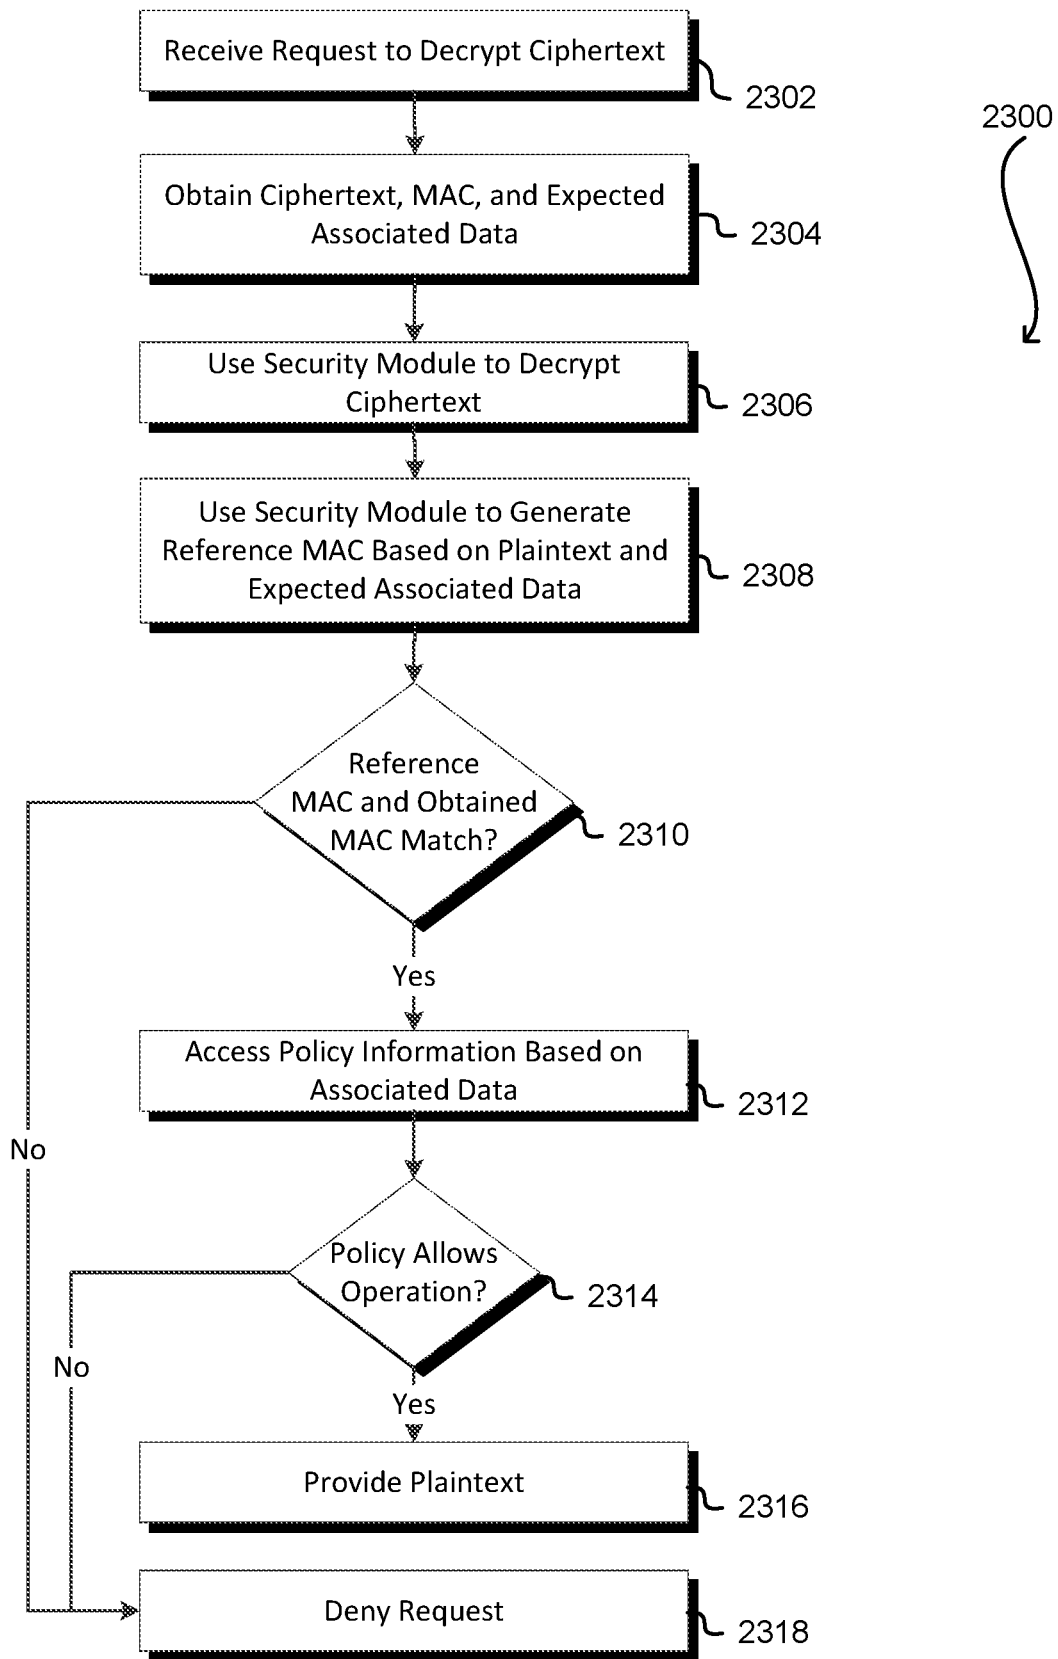 Receive Request to Decrypt Ciphertext
2302
2300
Obtain Ciphertext, MAC, and Expected
Associated Data
2304
Use Security Module to Decrypt
Ciphertext
2306
Use Security Module to Generate
Reference MAC Based on Plaintext and
Expected Associated Data
2308
Reference
MAC and Obtained
MAC Match?
2310
Yes
Access Policy Information Based on
Associated Data
2312
No
Policy Allows
Operation?
2314
No
Yes
Provide Plaintext
2316
Deny Request
2318